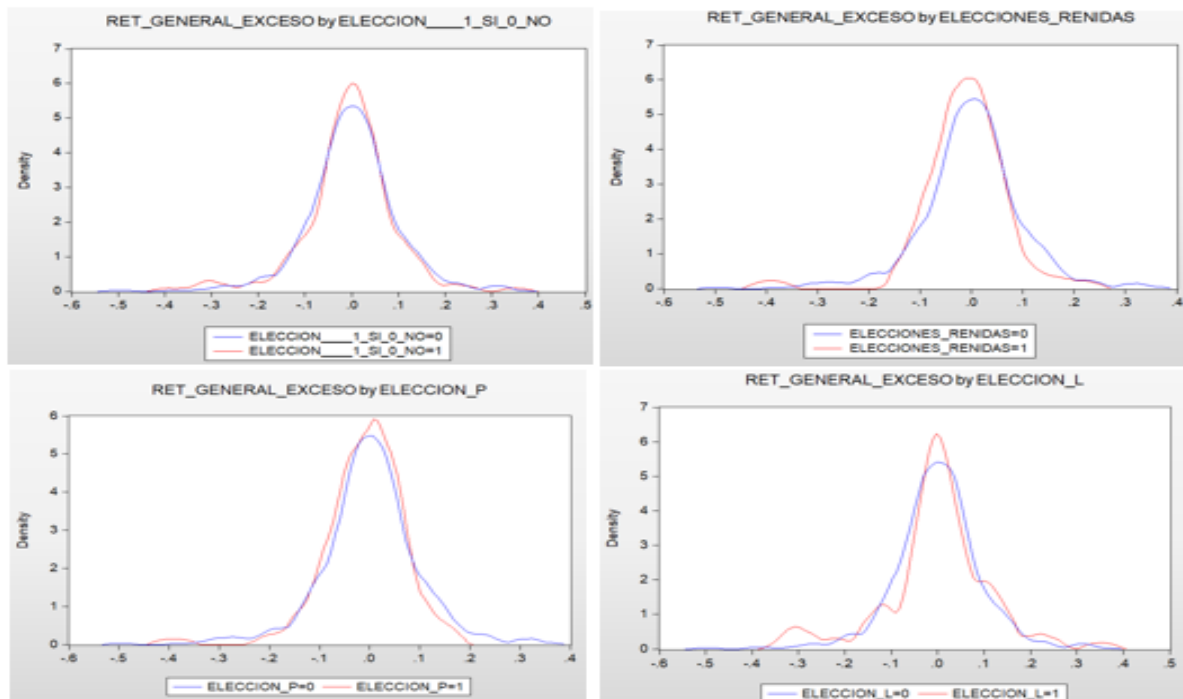 RET_GENERAL_EXCESO by ELECCION____1_SI_0_NO
7
6
5
4
3
2
1
0
Density
-.6 -.5 -.4 -.3 -.2 -.1 .0 .1 .2 .3 .4 .5
ELECCION____1_SI_0_NO=0
ELECCION____1_SI_0_NO=1
RET_GENERAL_EXCESO by ELECCIONES_RENIDAS
7
6
5
4
3
2
1
0
Density
-.6 -.5 -.4 -.3 -.2 -.1 .0 .1 .2 .3 .4
ELECCIONES_RENIDAS=0
ELECCIONES_RENIDAS=1
RET_GENERAL_EXCESO by ELECCION_P
6
5
4
3
2
1
0
Density
-.6 -.5 -.4 -.3 -.2 -.1 .0 .1 .2 .3 .4
ELECCION_P=0 ELECCION_P=1
RET_GENERAL_EXCESO by ELECCION_L
7
6
5
4
3
2
1
0
Density
-.6 -.5 -.4 -.3 -.2 -.1 .0 .1 .2 .3 .4 .5
ELECCION_L=0 ELECCION_L=1